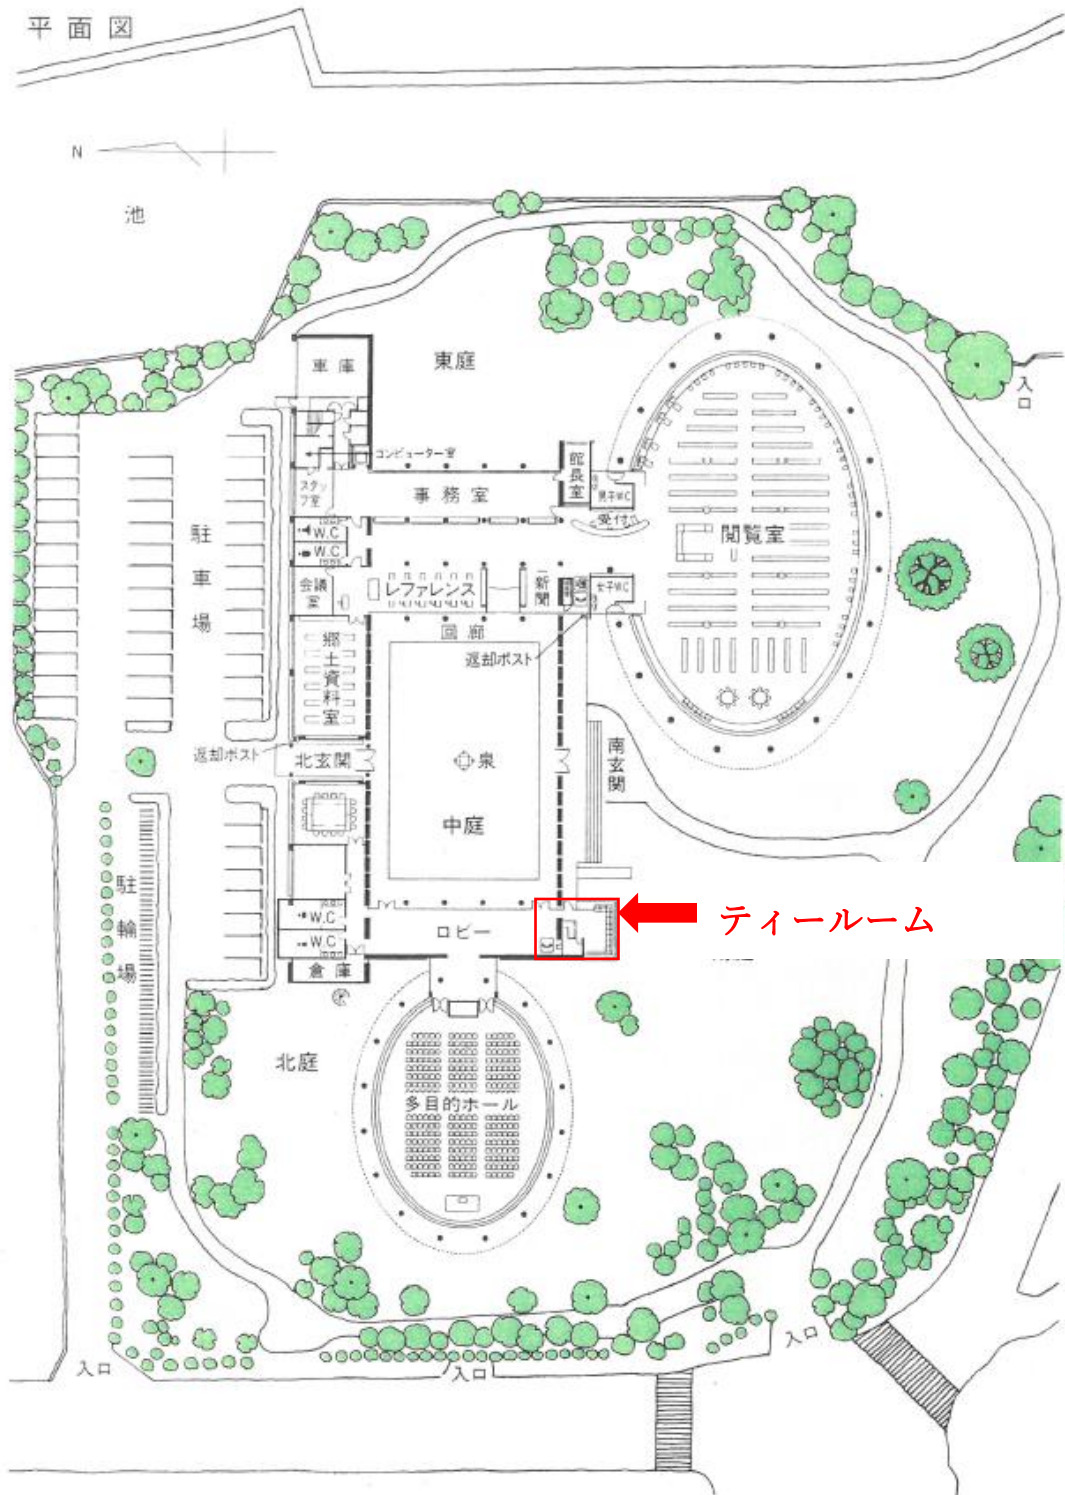 平面図
N
池
車庫
東庭
入口
コンピューター室
館長室
スタッフ室
事務室
男子W.C
受付
駐車場
W.C
W.C
閲覧室
会議室
レファレンス
新聞
女子W.C
回廊
郷土資料室
返却ポスト
返却ポスト
北玄関
泉
南玄関
中庭
駐輪場
W.C
ロビー
ティールーム
W.C
倉庫
北庭
多目的ホール
入口
入口
入口